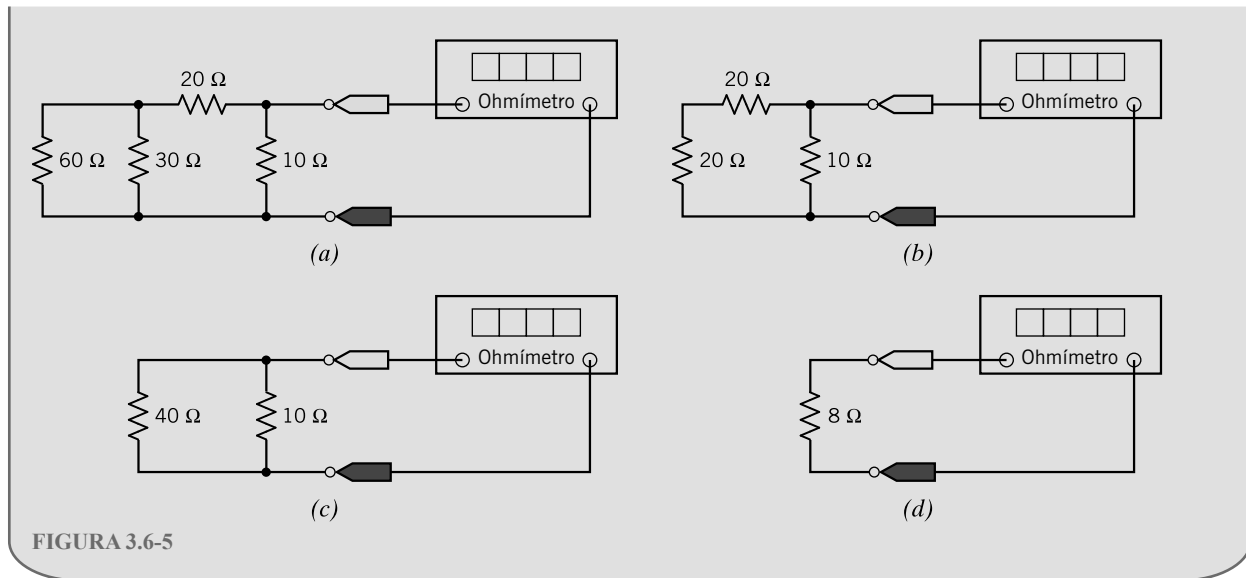 20 Ω
60 Ω
30 Ω
10 Ω
Ohmímetro
(a)
20 Ω
20 Ω
10 Ω
Ohmímetro
(b)
40 Ω
10 Ω
Ohmímetro
(c)
8 Ω
Ohmímetro
(d)
FIGURA 3.6-5